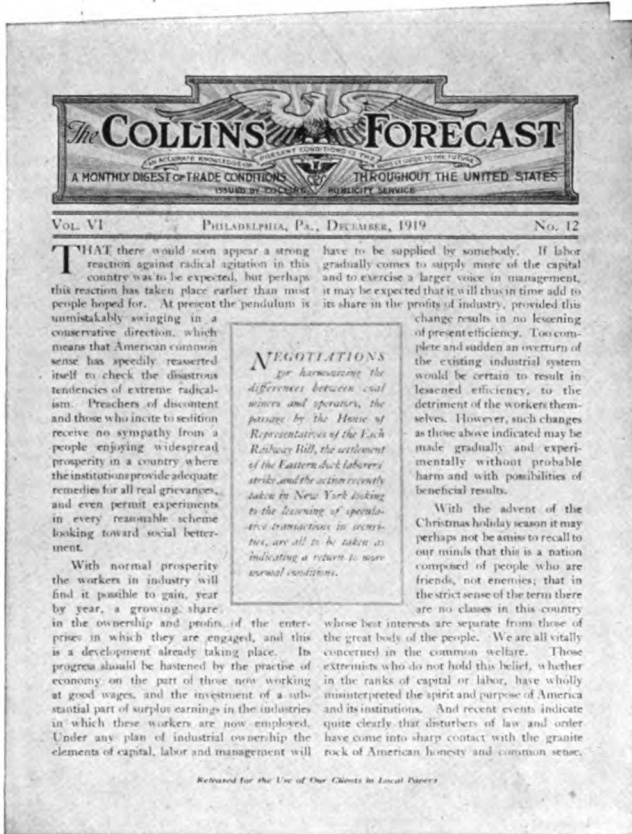 The COLLINS FORECAST
AN ACCURATE KNOWLEDGE OF PRESENT CONDITIONS IS THE
A MONTHLY DIGEST OF TRADE CONDITIONS THROUGHOUT THE UNITED STATES
ISSUED BY COLLINS PUBLICITY SERVICE
VOL. VI PHILADELPHIA, PA., DECEMBER, 1919 No. 12
THAT there would soon appear a strong
reaction against radical agitation in this
country was to be expected, but perhaps
this reaction has taken place earlier than most
people hoped for. At present the pendulum is
unmistakably swinging in a
conservative direction, which
means that American common
sense has speedily reasserted
itself to check the disastrous
tendencies of extreme radical-
ism. Preachers of discontent
and those who incite to sedition
receive no sympathy from a
people enjoying widespread
prosperity in a country where
the institutions provide adequate
remedies for all real grievances,
and even permit experiments
in every reasonable scheme
looking toward social better-
ment.
With normal prosperity
the workers in industry will
find it possible to gain, year
by year, a growing share
in the ownership and profits of the enter-
prises in which they are engaged, and this
is a development already taking place. Its
progress should be hastened by the practise of
economy on the part of those now working
at good wages, and the investment of a sub-
stantial part of surplus earnings in the industries
in which these workers are now employed.
Under any plan of industrial ownership the
elements of capital, labor and management will
NEGOTIATIONS
for harmonizing the
differences between coal
miners and operators, the
passage by the House of
Representatives of the Esch
Railway Bill, the settlement
of the Eastern dock laborers'
strike, and the action recently
taken in New York looking
to the lessening of specula-
tive transactions in securi-
ties, are all to be taken as
indicating a return to more
normal conditions.
have to be supplied by somebody. If labor
gradually comes to supply more of the capital
and to exercise a larger voice in management,
it may be expected that it will thus in time add to
its share in the profits of industry, provided this
change results in no lessening
of present efficiency. Too com-
plete and sudden an overturn of
the existing industrial system
would be certain to result in
lessened efficiency, to the
detriment of the workers them-
selves. However, such changes
as those above indicated may be
made gradually and experi-
mentally without probable
harm and with possibilities of
beneficial results.
With the advent of the
Christmas holiday season it may
perhaps not be amiss to recall to
our minds that this is a nation
composed of people who are
friends, not enemies; that in
the strict sense of the term there
are no classes in this country
whose best interests are separate from those of
the great body of the people. We are all vitally
concerned in the common welfare. Those
extremists who do not hold this belief, whether
in the ranks of capital or labor, have wholly
misinterpreted the spirit and purpose of America
and its institutions. And recent events indicate
quite clearly that disturbers of law and order
have come into sharp contact with the granite
rock of American honesty and common sense.
Released for the Use of Our Clients in Local Papers